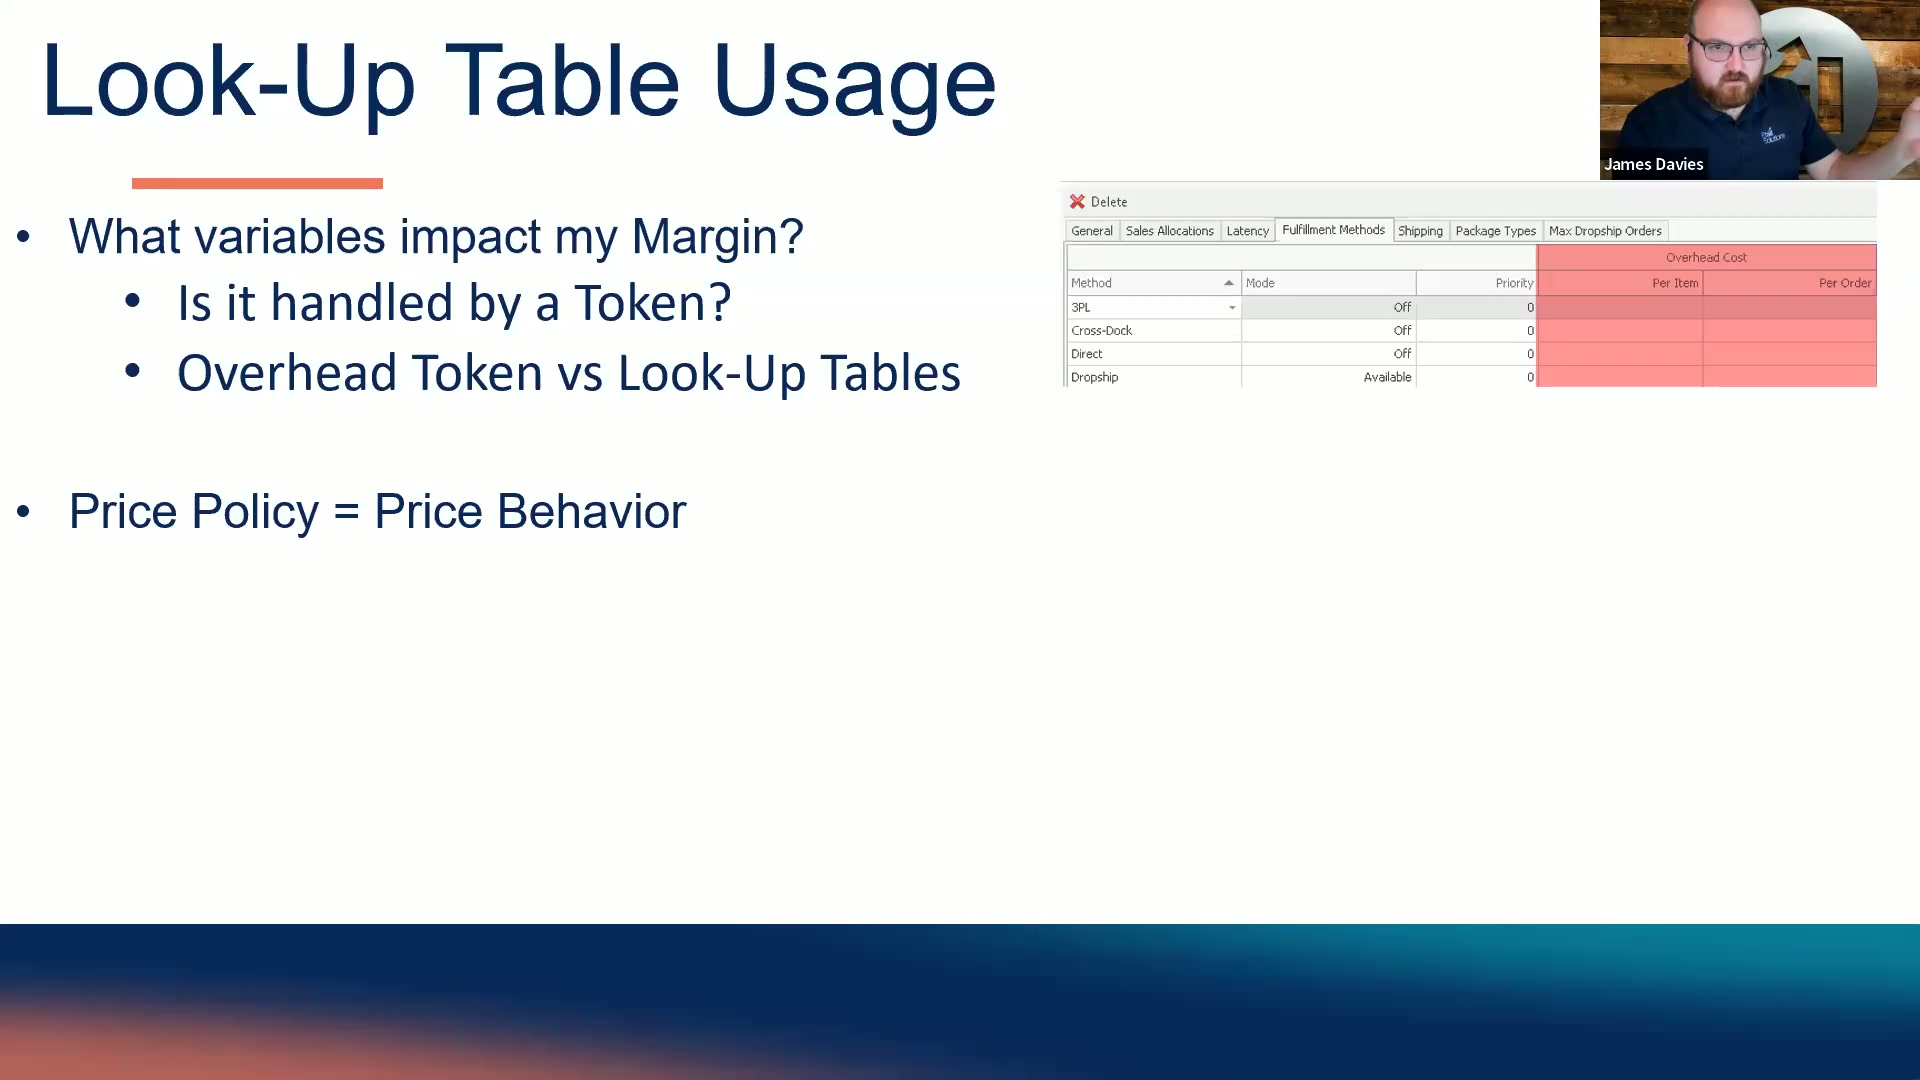 Look-Up Table Usage
James Davies
• What variables impact my Margin?
• Is it handled by a Token?
• Overhead Token vs Look-Up Tables
• Price Policy = Price Behavior
Delete
General Sales Allocations Latency Fulfillment Methods Shipping Package Types Max Dropship Orders
Overhead Cost
Method Mode Priority Per Item Per Order
3PL Off 0
Cross-Dock Off 0
Direct Off 0
Dropship Available 0